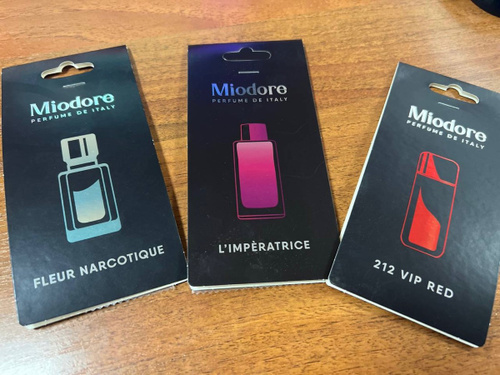 Miodore
PERFUME DE ITALY
FLEUR NARCOTIQUE
Miodore
PERFUME DE ITALY
L'IMPÈRATRICE
Miodore
PERFUME DE ITALY
212 VIP RED